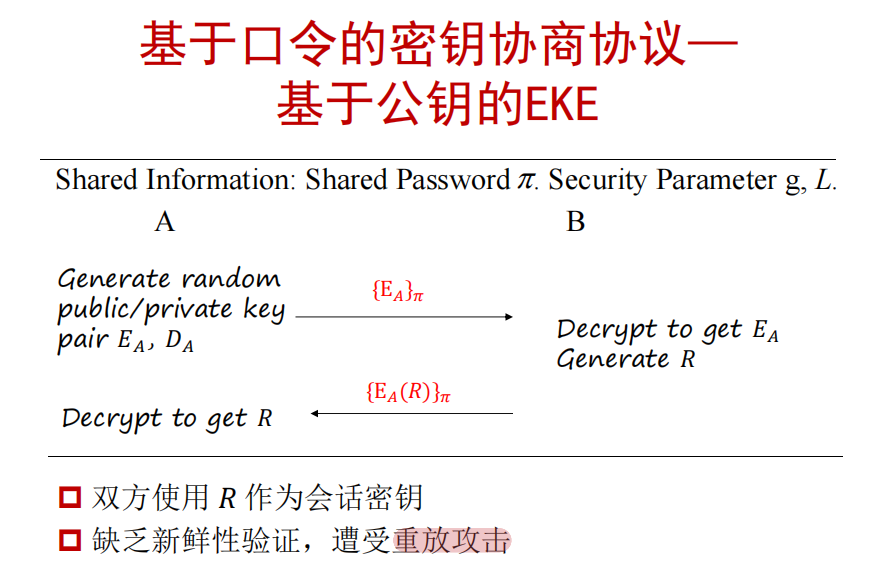 基于口令的密钥协商协议—
基于公钥的EKE
Shared Information: Shared Password π. Security Parameter g, L.
A
B
Generate random
public/private key
pair E_A, D_A
{E_A}_π
Decrypt to get E_A
Generate R
{E_A(R)}_π
Decrypt to get R
双方使用 R 作为会话密钥
缺乏新鲜性验证，遭受重放攻击